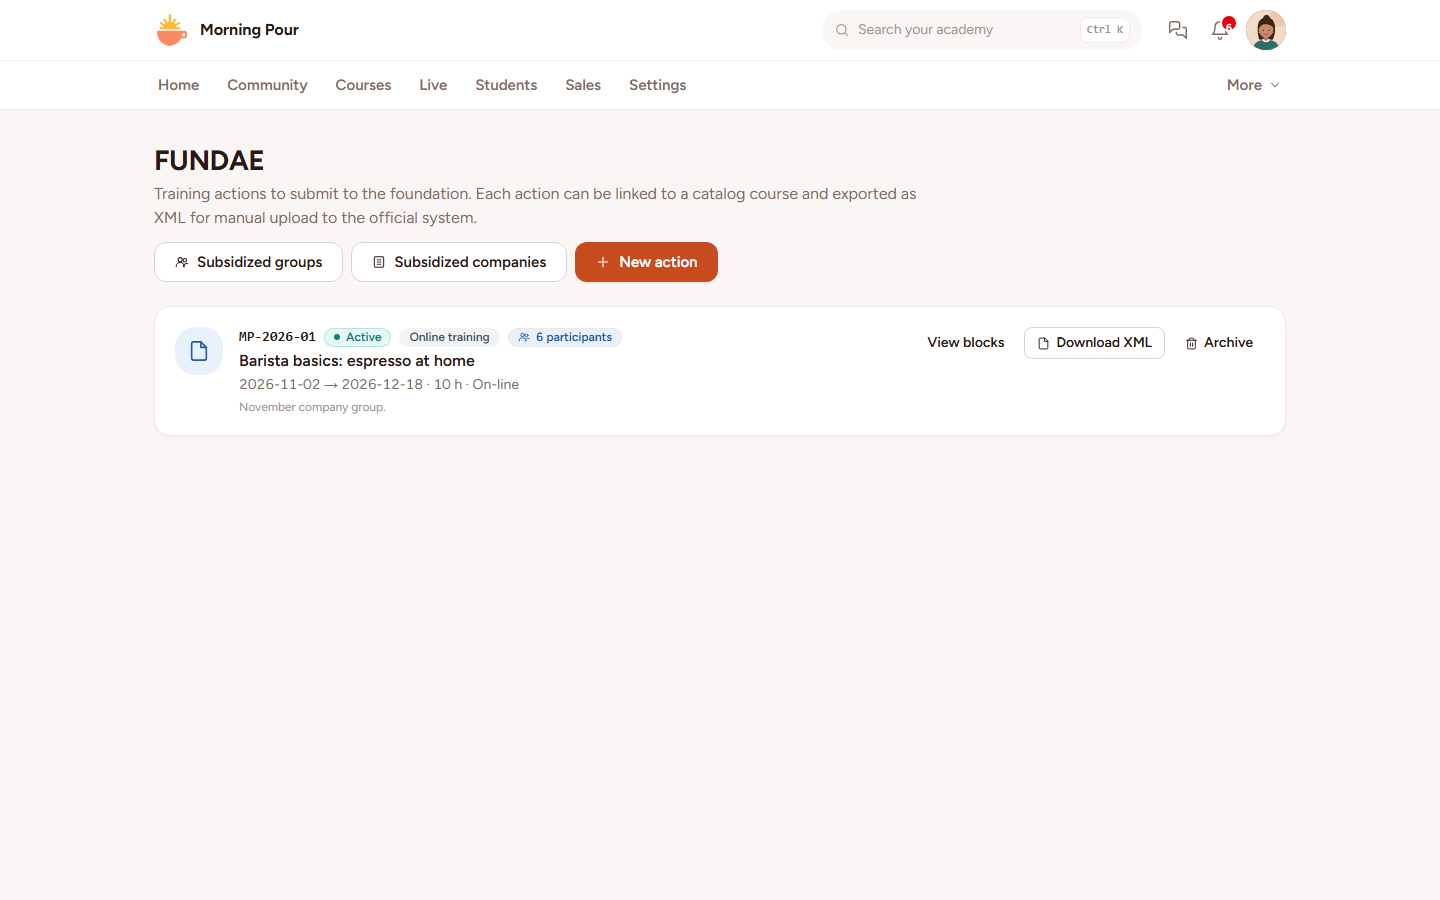 Morning Pour
Search your academy
Ctrl K
6
Home
Community
Courses
Live
Students
Sales
Settings
More
FUNDAE
Training actions to submit to the foundation. Each action can be linked to a catalog course and exported as
XML for manual upload to the official system.
Subsidized groups
Subsidized companies
New action
MP-2026-01
Active
Online training
6 participants
View blocks
Download XML
Archive
Barista basics: espresso at home
2026-11-02 → 2026-12-18 · 10 h · On-line
November company group.